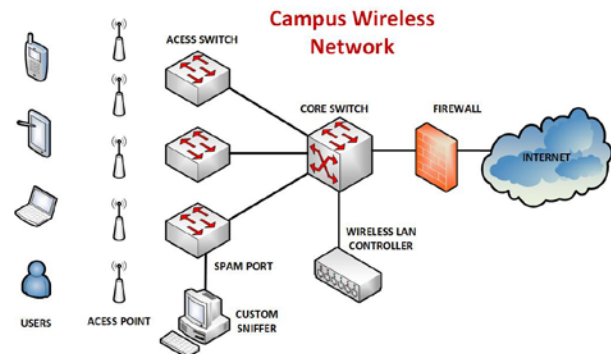 Campus Wireless
Network
ACESS SWITCH
CORE SWITCH
FIREWALL
INTERNET
WIRELESS LAN
CONTROLLER
SPAM PORT
CUSTOM
SNIFFER
USERS
ACESS POINT